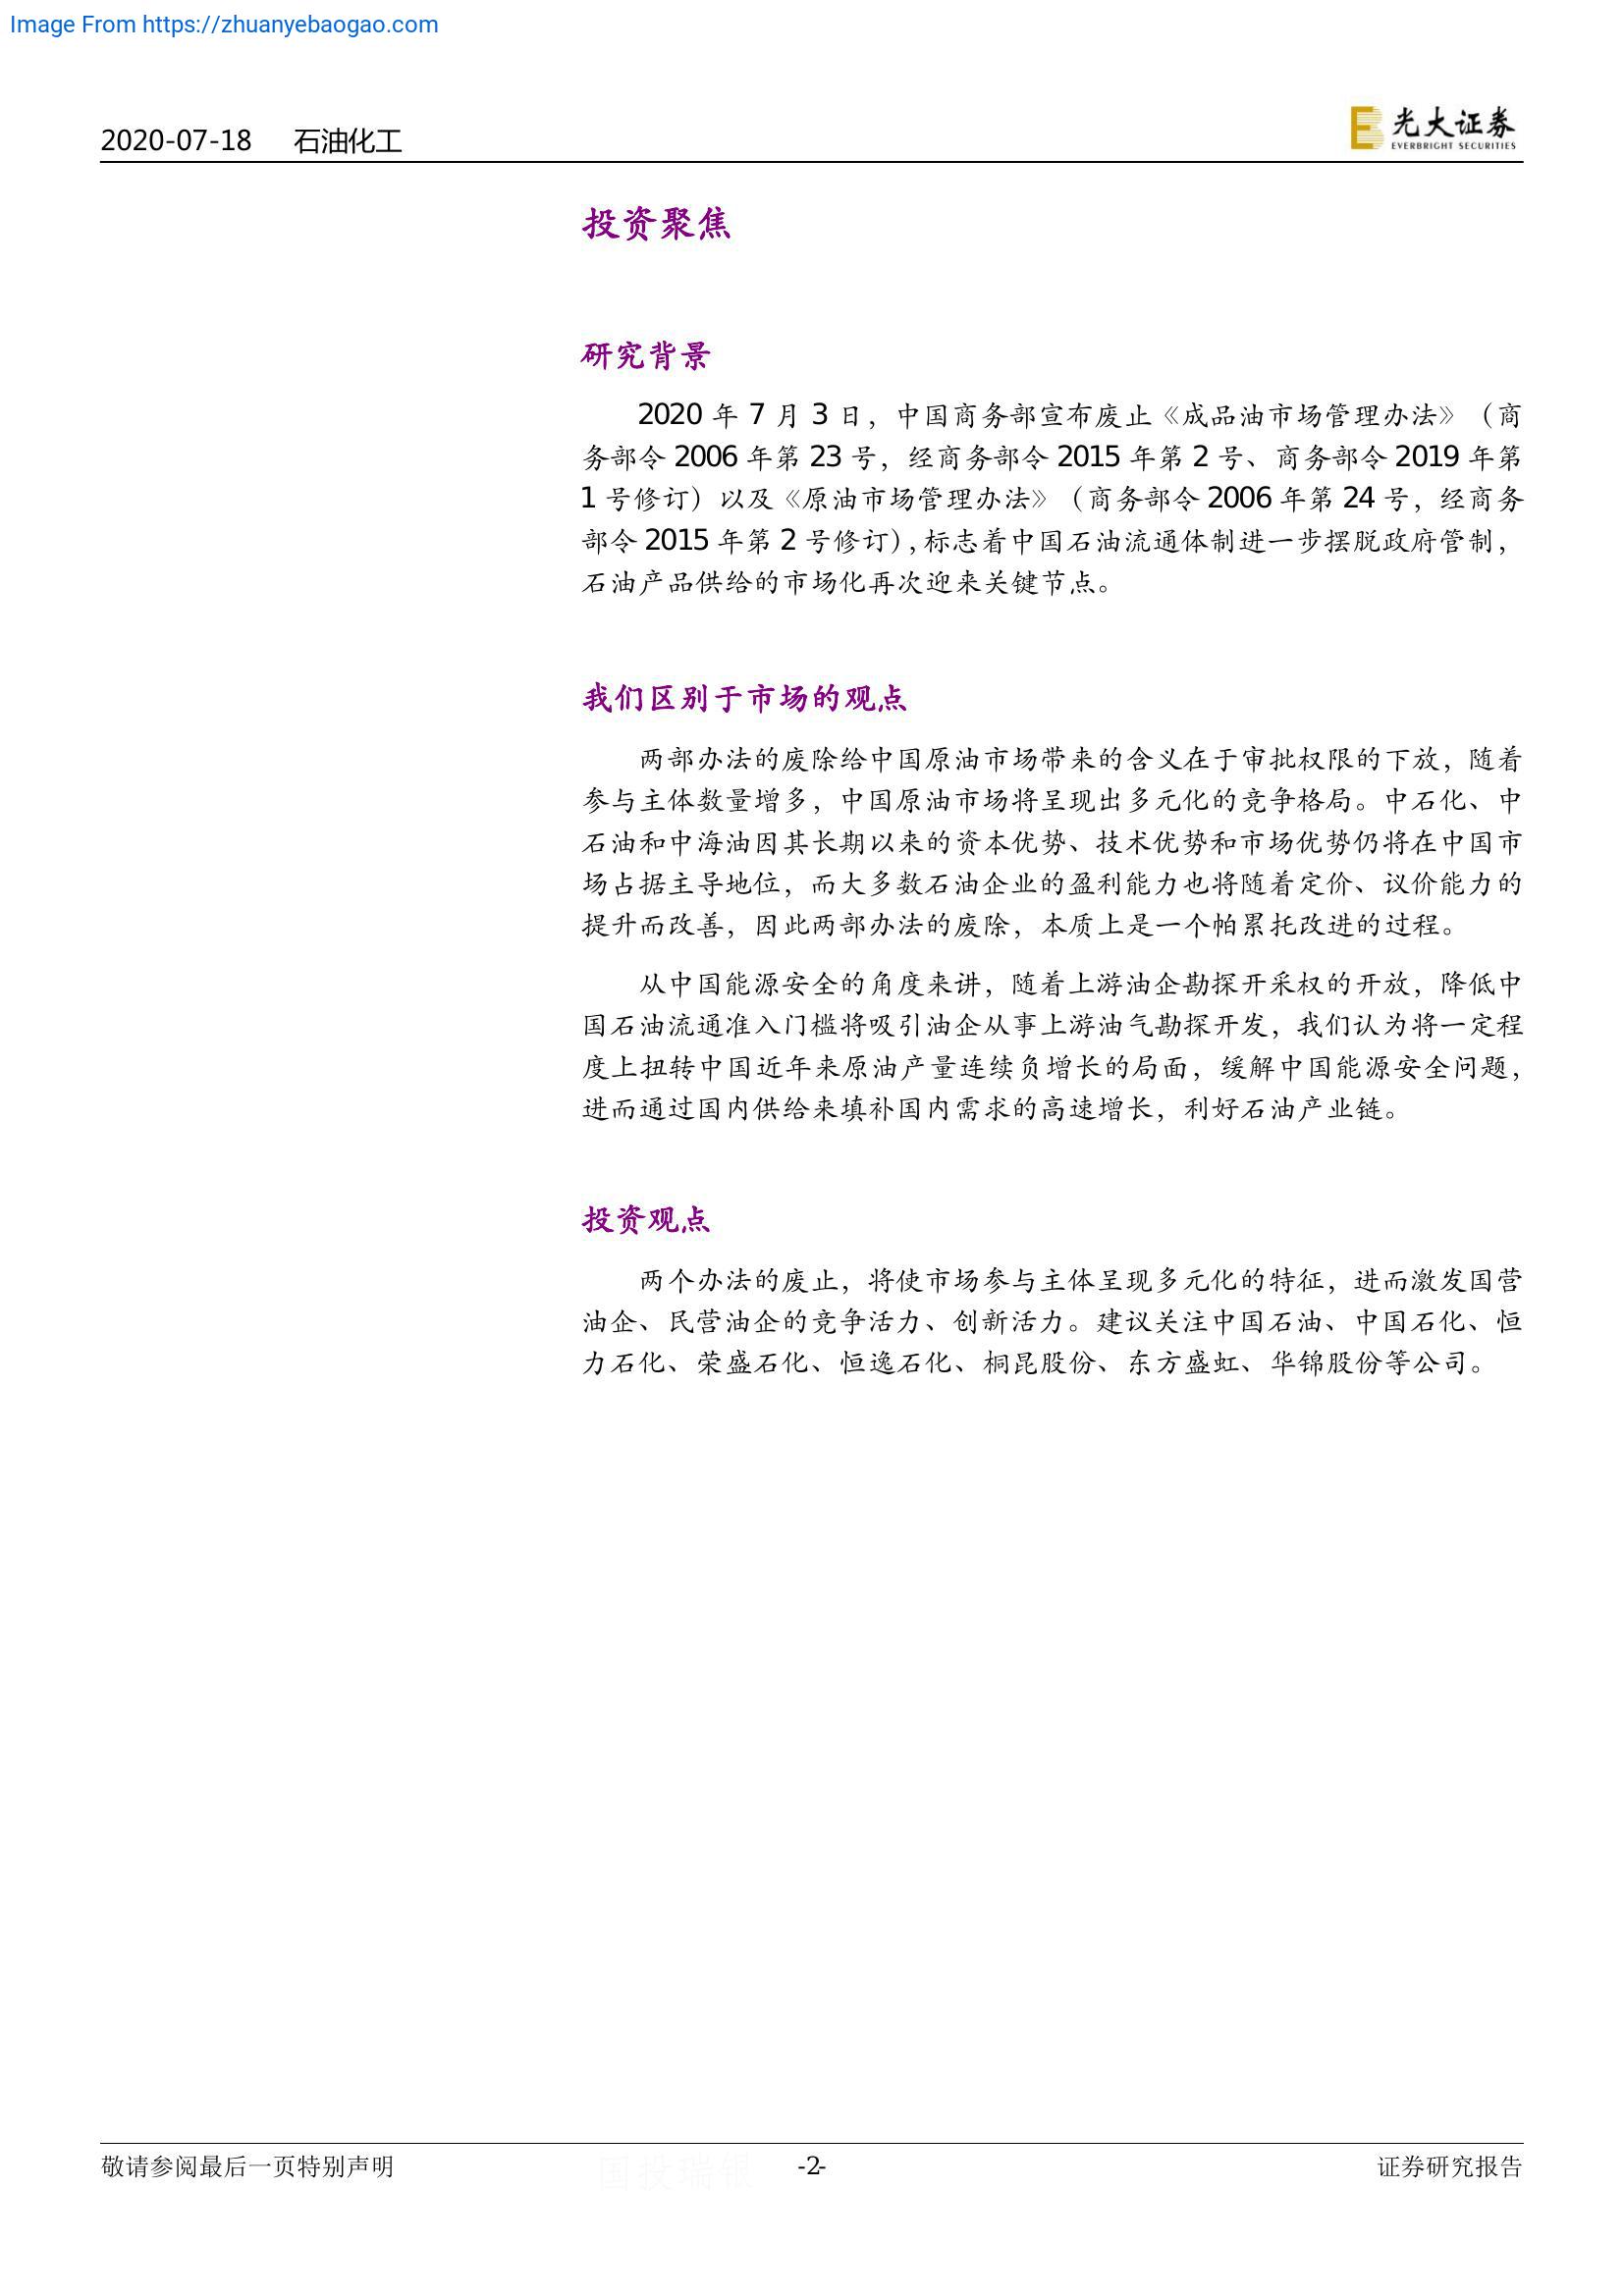 Image From https://zhuanyebaogao.com
2020-07-18 石油化工
光大证券
EVERBRIGHT SECURITIES
投资聚焦
研究背景
2020 年 7 月 3 日，中国商务部宣布废止《成品油市场管理办法》（商
务部令 2006 年第 23 号，经商务部令 2015 年第 2 号、商务部令 2019 年第
1 号修订）以及《原油市场管理办法》（商务部令 2006 年第 24 号，经商务
部令 2015 年第 2 号修订），标志着中国石油流通体制进一步摆脱政府管制，
石油产品供给的市场化再次迎来关键节点。
我们区别于市场的观点
两部办法的废除给中国原油市场带来的含义在于审批权限的下放，随着
参与主体数量增多，中国原油市场将呈现出多元化的竞争格局。中石化、中
石油和中海油因其长期以来的资本优势、技术优势和市场优势仍将在中国市
场占据主导地位，而大多数石油企业的盈利能力也将随着定价、议价能力的
提升而改善，因此两部办法的废除，本质上是一个帕累托改进的过程。
从中国能源安全的角度来讲，随着上游油企勘探开采权的开放，降低中
国石油流通准入门槛将吸引油企从事上游油气勘探开发，我们认为将一定程
度上扭转中国近年来原油产量连续负增长的局面，缓解中国能源安全问题，
进而通过国内供给来填补国内需求的高速增长，利好石油产业链。
投资观点
两个办法的废止，将使市场参与主体呈现多元化的特征，进而激发国营
油企、民营油企的竞争活力、创新活力。建议关注中国石油、中国石化、恒
力石化、荣盛石化、恒逸石化、桐昆股份、东方盛虹、华锦股份等公司。
敬请参阅最后一页特别声明
国投瑞银
-2-
证券研究报告